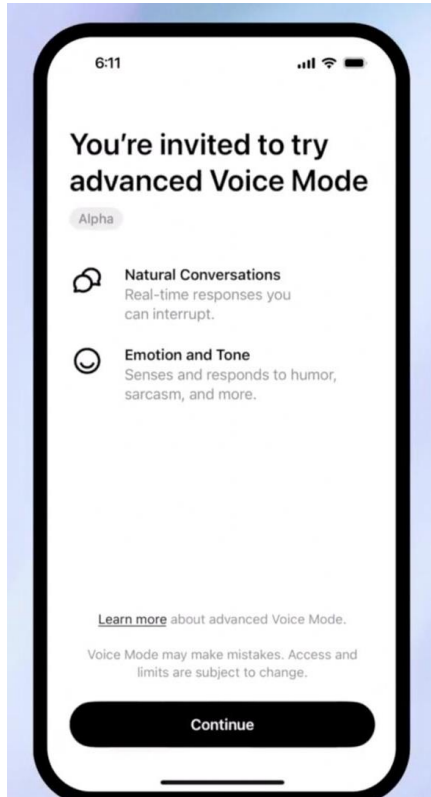 6:11
You're invited to try
advanced Voice Mode
Alpha
Natural Conversations
Real-time responses you
can interrupt.
Emotion and Tone
Senses and responds to humor,
sarcasm, and more.
Learn more about advanced Voice Mode.
Voice Mode may make mistakes. Access and
limits are subject to change.
Continue